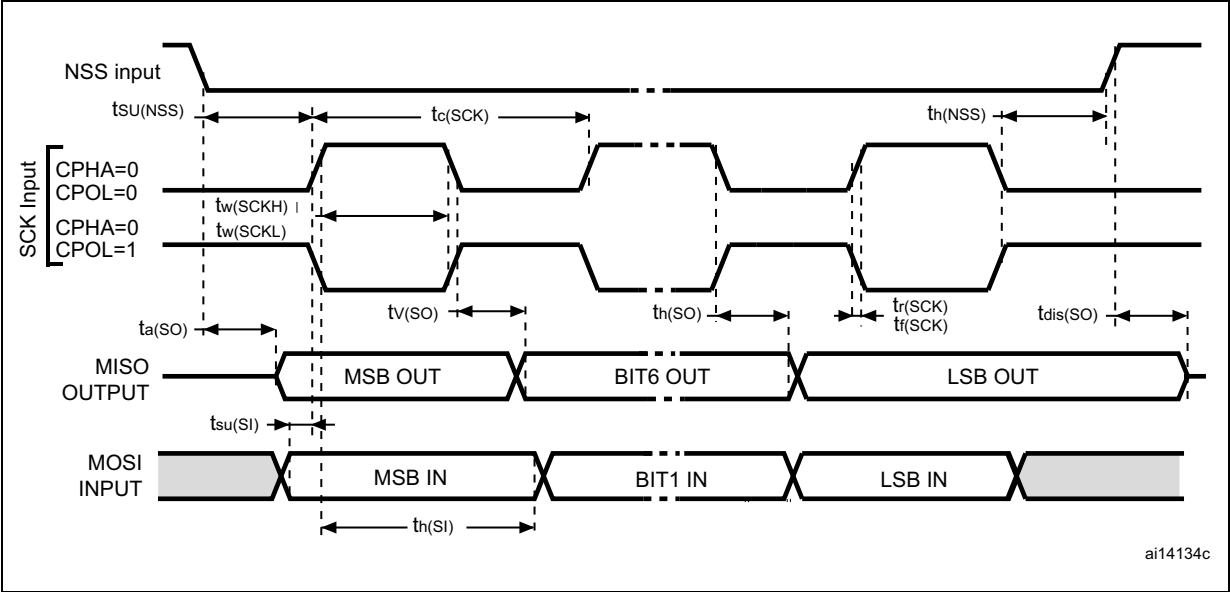 NSS input
tSU(NSS)
tc(SCK)
th(NSS)
SCK Input
CPHA=0
CPOL=0
tw(SCKH)
CPHA=0
tw(SCKL)
CPOL=1
tV(SO)
th(SO)
tr(SCK)
tf(SCK)
ta(SO)
tdis(SO)
MISO
OUTPUT
MSB OUT
BIT6 OUT
LSB OUT
tsu(SI)
MOSI
INPUT
MSB IN
BIT1 IN
LSB IN
th(SI)
ai14134c